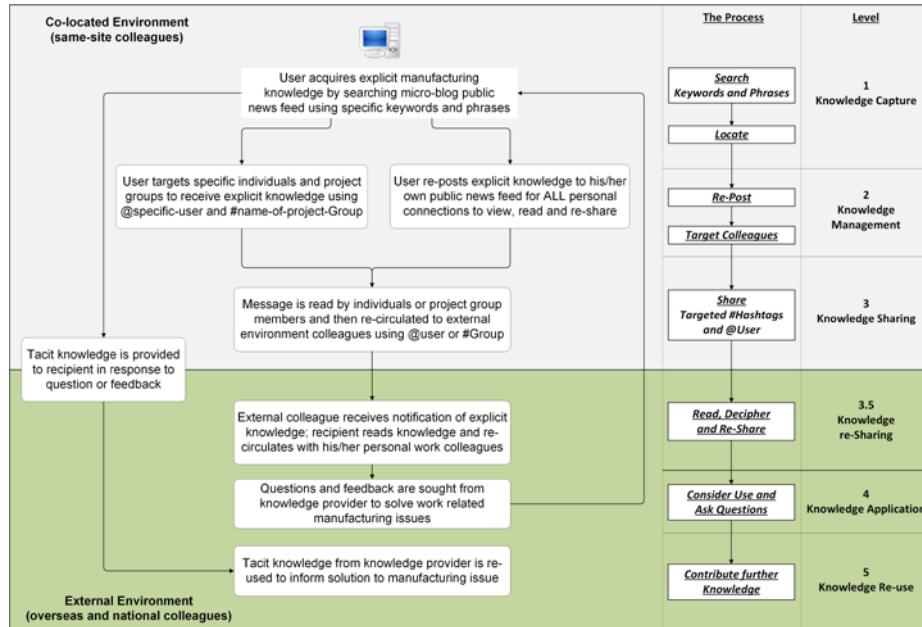 Co-located Environment
(same-site colleagues)
The Process
Level
User acquires explicit manufacturing
knowledge by searching micro-blog public
news feed using specific keywords and phrases
Search
Keywords and Phrases
1
Knowledge Capture
Locate
User targets specific individuals and project
groups to receive explicit knowledge using
@specific-user and #name-of-project-Group
User re-posts explicit knowledge to his/her
own public news feed for ALL personal
connections to view, read and re-share
Re-Post
2
Knowledge
Management
Target Colleagues
Message is read by individuals or project group
members and then re-circulated to external
environment colleagues using @user or #Group
Share
Targeted #Hashtags
and @User
3
Knowledge Sharing
Tacit knowledge is provided
to recipient in response to
question or feedback
External colleague receives notification of explicit
knowledge; recipient reads knowledge and re-
circulates with his/her personal work colleagues
Read, Decipher
and Re-Share
3.5
Knowledge
re-Sharing
Questions and feedback are sought from
knowledge provider to solve work related
manufacturing issues
Consider Use and
Ask Questions
4
Knowledge Application
Tacit knowledge from knowledge provider is re-
used to inform solution to manufacturing issue
Contribute further
Knowledge
5
Knowledge Re-use
External Environment
(overseas and national colleagues)